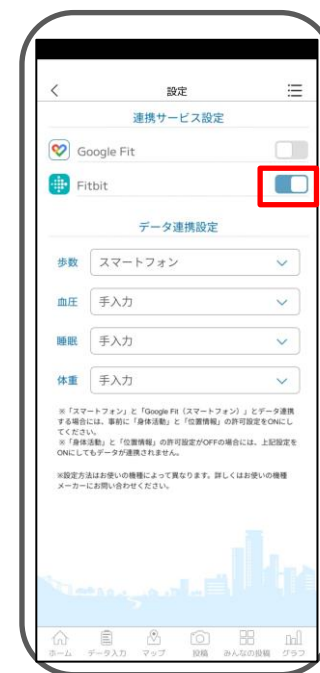 設定
連携サービス設定
Google Fit
Fitbit
データ連携設定
歩数 スマートフォン
血圧 手入力
睡眠 手入力
体重 手入力
※「スマートフォン」と「Google Fit（スマートフォン）」とデータ連携
する場合には、事前に「身体活動」と「位置情報」の許可設定をONにし
てください。
※「身体活動」と「位置情報」の許可設定がOFFの場合には、上記設定を
ONにしてもデータが連携されません。
※設定方法はお使いの機種によって異なります。詳しくはお使いの機種
メーカーにお問い合わせください。
ホーム データ入力 マップ 投稿 みんなの投稿 グラフ